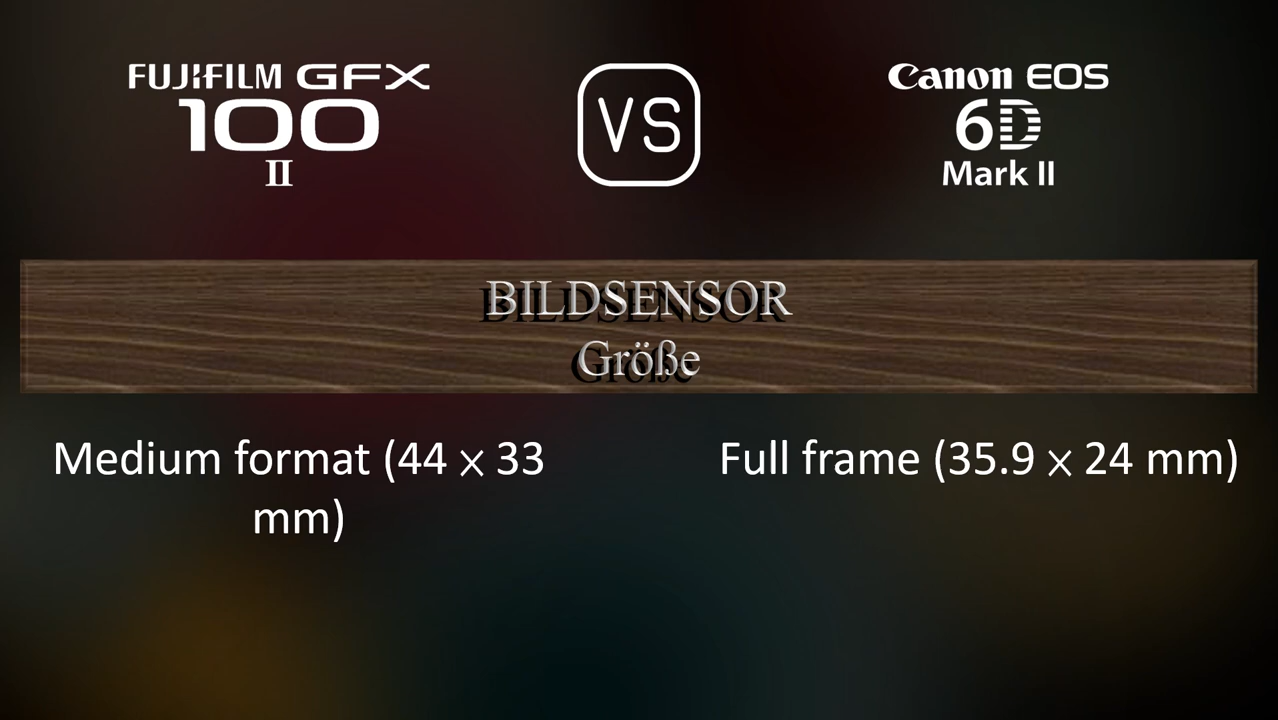 FUJIFILM GFX
100
II
VS
Canon EOS
6D
Mark II
BILDSENSOR
Größe
Medium format (44 x 33
mm)
Full frame (35.9 x 24 mm)